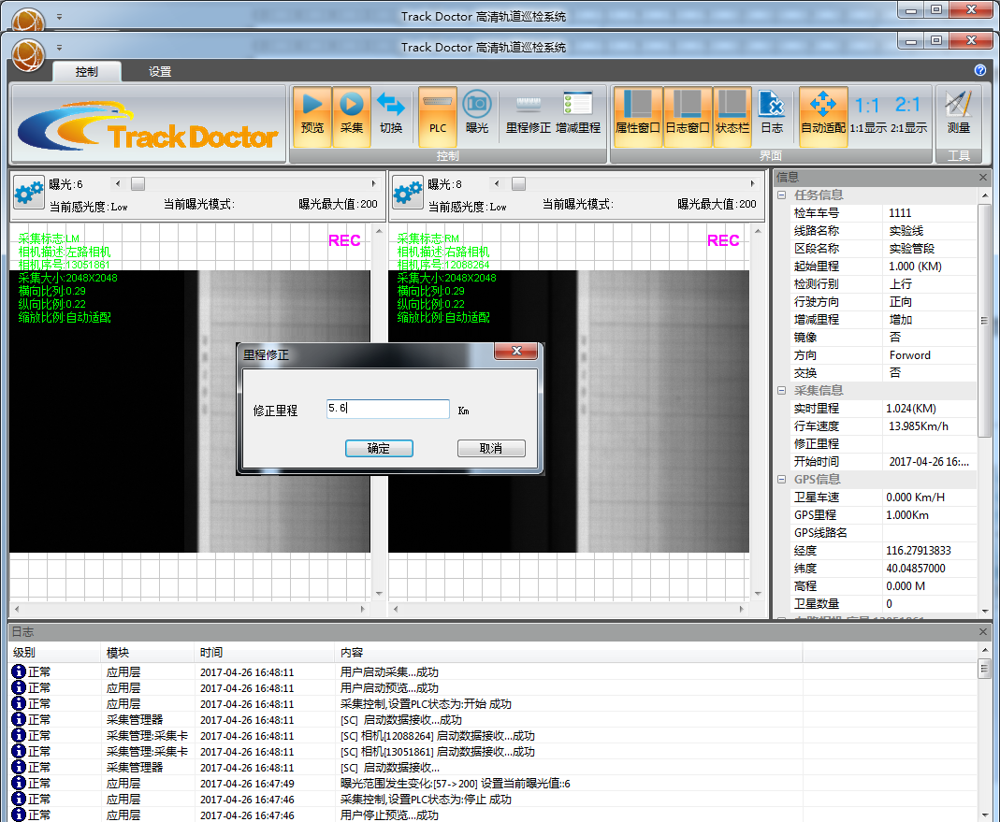 Track Doctor 高清轨道巡检系统
Track Doctor 高清轨道巡检系统
控制 设置
Track Doctor
预览 采集 切换 PLC 曝光 里程修正 增减里程
控制
属性窗口 日志窗口 状态栏 日志 自动适配 1:1 1:1显示 2:1 2:1显示
界面
测量
工具
曝光:6
当前感光度:Low 当前曝光模式: 曝光最大值:200
曝光:8
当前感光度:Low 当前曝光模式: 曝光最大值:200
采集标志:LM
相机描述:左路相机
相机序号:13051861
采集大小:2048X2048
横向比列:0.29
纵向比例:0.22
缩放比例:自动适配
REC
采集标志:RM
相机描述:右路相机
相机序号:12088264
采集大小:2048X2048
横向比列:0.29
纵向比例:0.22
缩放比例:自动适配
REC
里程修正
修正里程 5.6 Km
确定 取消
信息
任务信息
检车车号 1111
线路名称 实验线
区段名称 实验管段
起始里程 1.000 (KM)
检测行别 上行
行驶方向 正向
增减里程 增加
镜像 否
方向 Forword
交换 否
采集信息
实时里程 1.024(KM)
行车速度 13.985Km/h
修正里程
开始时间 2017-04-26 16:...
GPS信息
卫星车速 0.000 Km/H
GPS里程 1.000Km
GPS线路名
经度 116.27913833
纬度 40.04857000
高程 0.000 M
卫星数量 0
日志
级别 模块 时间 内容
正常 应用层 2017-04-26 16:48:11 用户启动采集...成功
正常 应用层 2017-04-26 16:48:11 用户启动预览...成功
正常 应用层 2017-04-26 16:48:11 采集控制,设置PLC状态为:开始 成功
正常 采集管理器 2017-04-26 16:48:11 [SC] 启动数据接收...成功
正常 采集管理:采集卡 2017-04-26 16:48:11 [SC] 相机[12088264] 启动数据接收...成功
正常 采集管理:采集卡 2017-04-26 16:48:11 [SC] 相机[13051861] 启动数据接收...成功
正常 采集管理器 2017-04-26 16:48:11 [SC] 启动数据接收...
正常 应用层 2017-04-26 16:47:49 曝光范围发生变化:[57->200] 设置当前曝光值::6
正常 应用层 2017-04-26 16:47:46 采集控制,设置PLC状态为:停止 成功
正常 应用层 2017-04-26 16:47:46 用户停止预览...成功